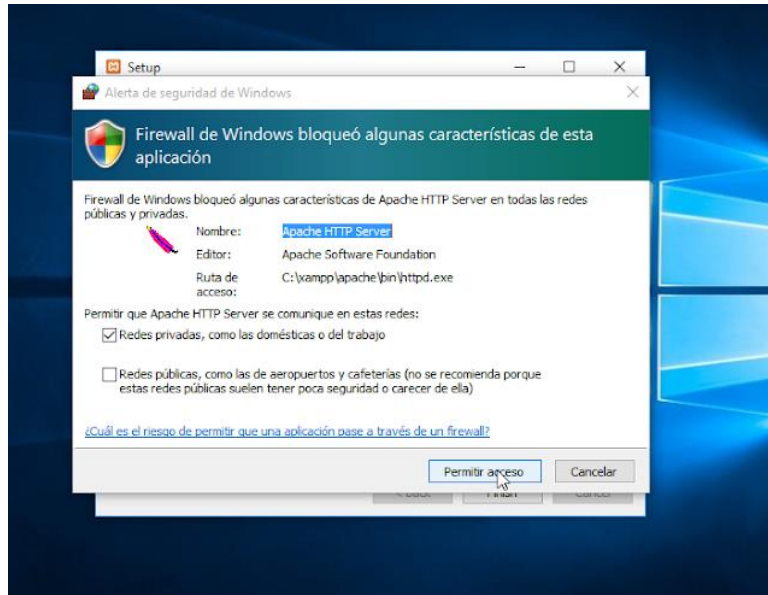 Setup
Alerta de seguridad de Windows
Firewall de Windows bloqueó algunas características de esta
aplicación
Firewall de Windows bloqueó algunas características de Apache HTTP Server en todas las redes
públicas y privadas.
Nombre: Apache HTTP Server
Editor: Apache Software Foundation
Ruta de C:\xampp\apache\bin\httpd.exe
acceso:
Permitir que Apache HTTP Server se comunique en estas redes:
Redes privadas, como las domésticas o del trabajo
Redes públicas, como las de aeropuertos y cafeterías (no se recomienda porque
estas redes públicas suelen tener poca seguridad o carecer de ella)
¿Cuál es el riesgo de permitir que una aplicación pase a través de un firewall?
Permitir acceso Cancelar
< Back Finish Cancel